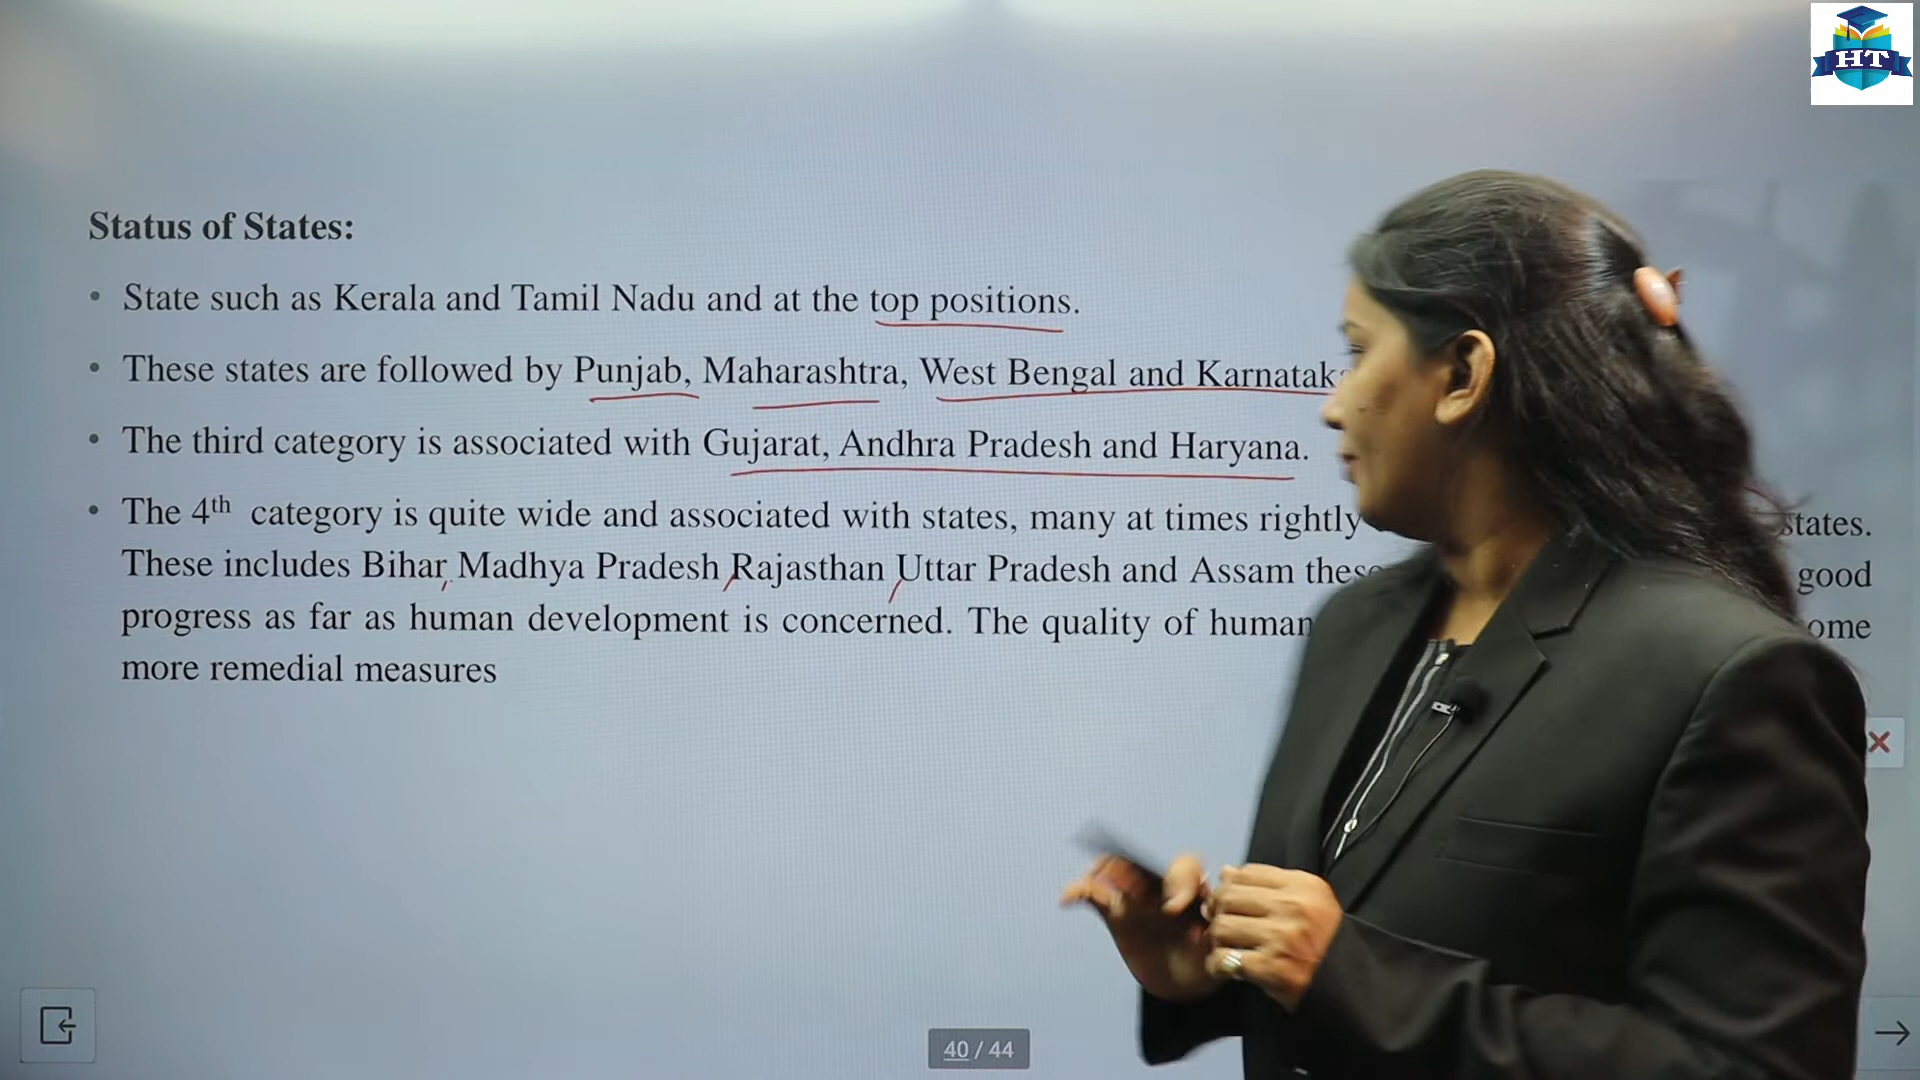 HT
Status of States:
• State such as Kerala and Tamil Nadu and at the top positions.
• These states are followed by Punjab, Maharashtra, West Bengal and
• The third category is associated with Gujarat, Andhra Pradesh and Haryana.
• The 4th category is quite wide and associated with states, many at times rightly states.
These includes Bihar, Madhya Pradesh Rajasthan Uttar Pradesh and Assam good
progress as far as human development is concerned. The quality of human
more remedial measures
40 / 44